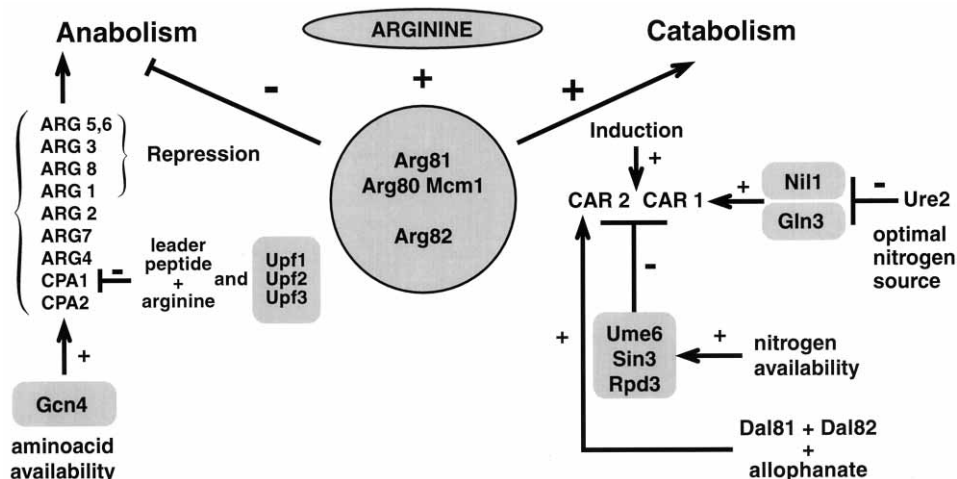 Anabolism
ARGININE
Catabolism
-
+
+
ARG 5,6
ARG 3
ARG 8
ARG 1
ARG 2
ARG7
ARG4
CPA1
CPA2
Repression
-
leader
peptide
+
arginine
and
Upf1
Upf2
Upf3
+
Gcn4
aminoacid
availability
Arg81
Arg80 Mcm1
Arg82
Induction
+
CAR 2 CAR 1
+
Nil1
Gln3
-
Ure2
optimal
nitrogen
source
-
+
Ume6
Sin3
Rpd3
+
nitrogen
availability
Dal81 + Dal82
+
allophanate